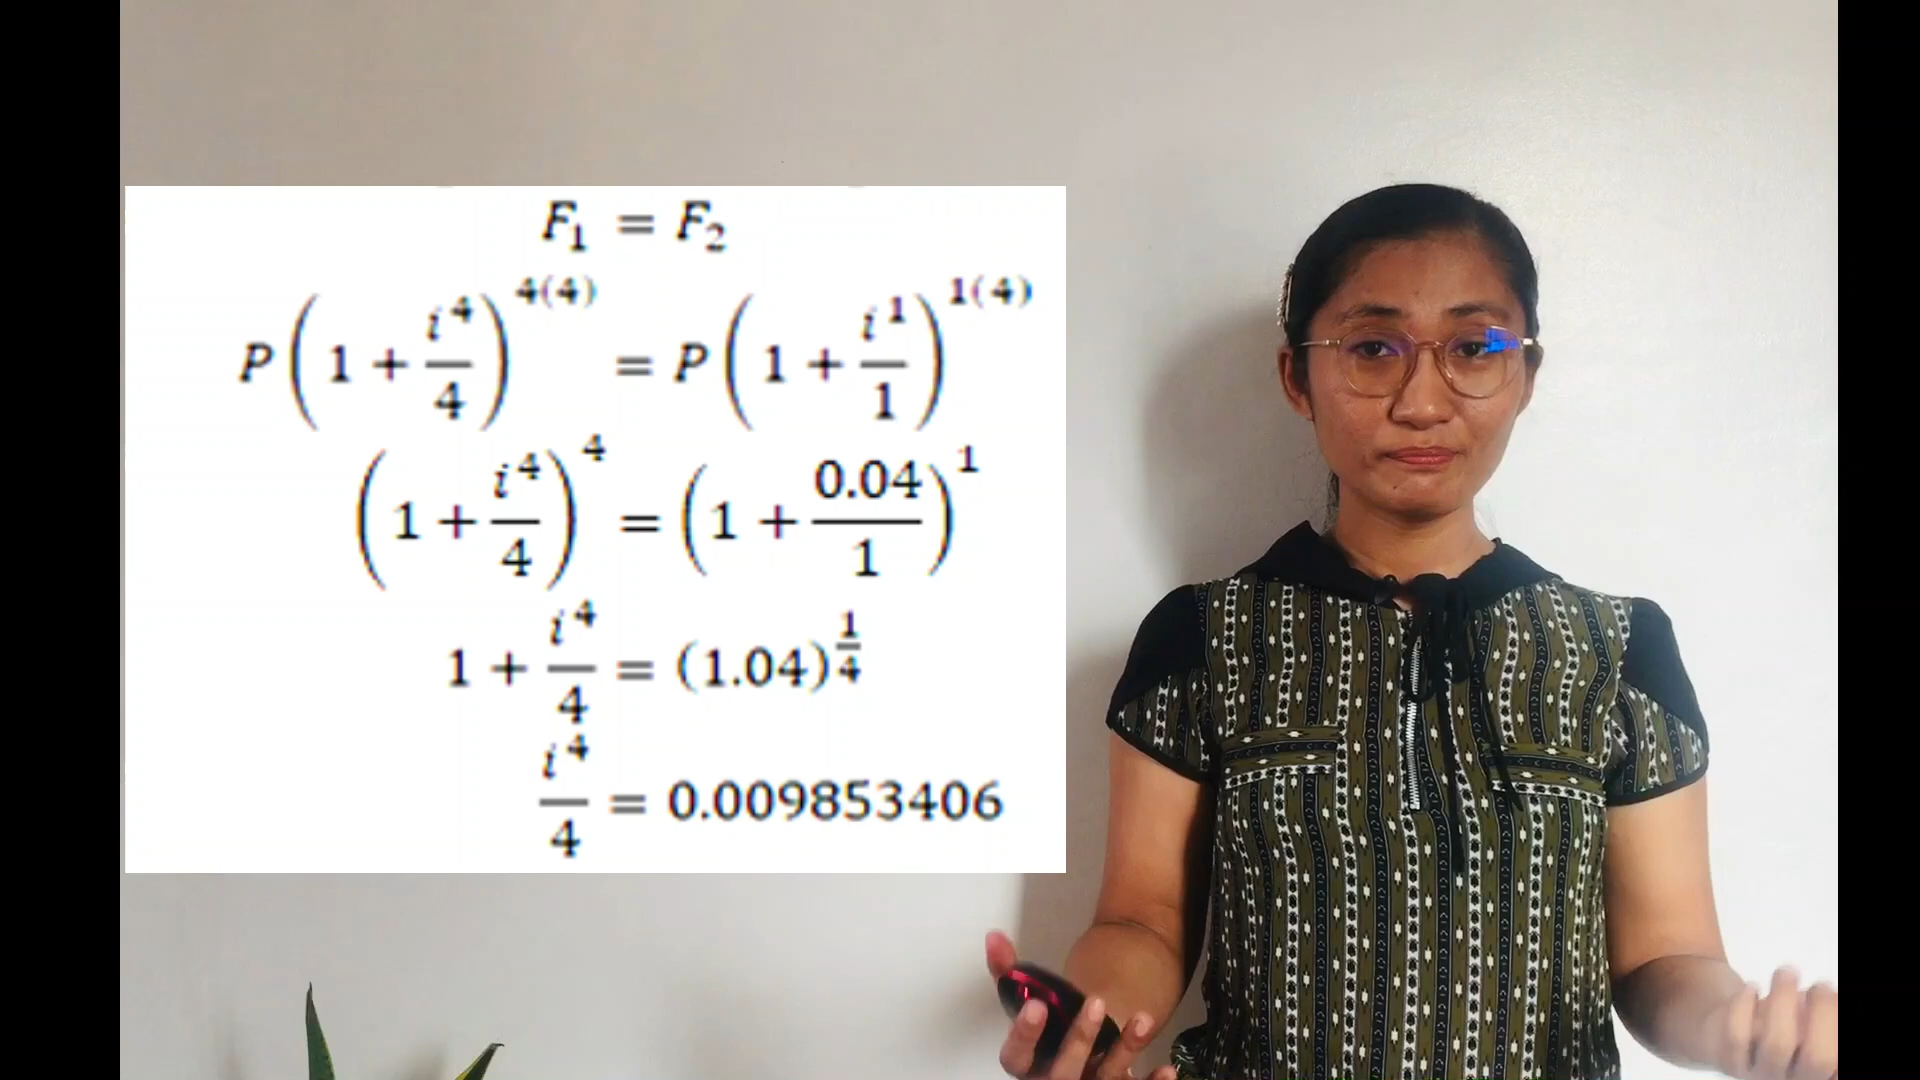 F₁ = F₂
P(1 + i⁴/4)⁴⁽⁴⁾ = P(1 + i¹/1)¹⁽⁴⁾
(1 + i⁴/4)⁴ = (1 + 0.04/1)¹
1 + i⁴/4 = (1.04)^(1/4)
i⁴/4 = 0.009853406